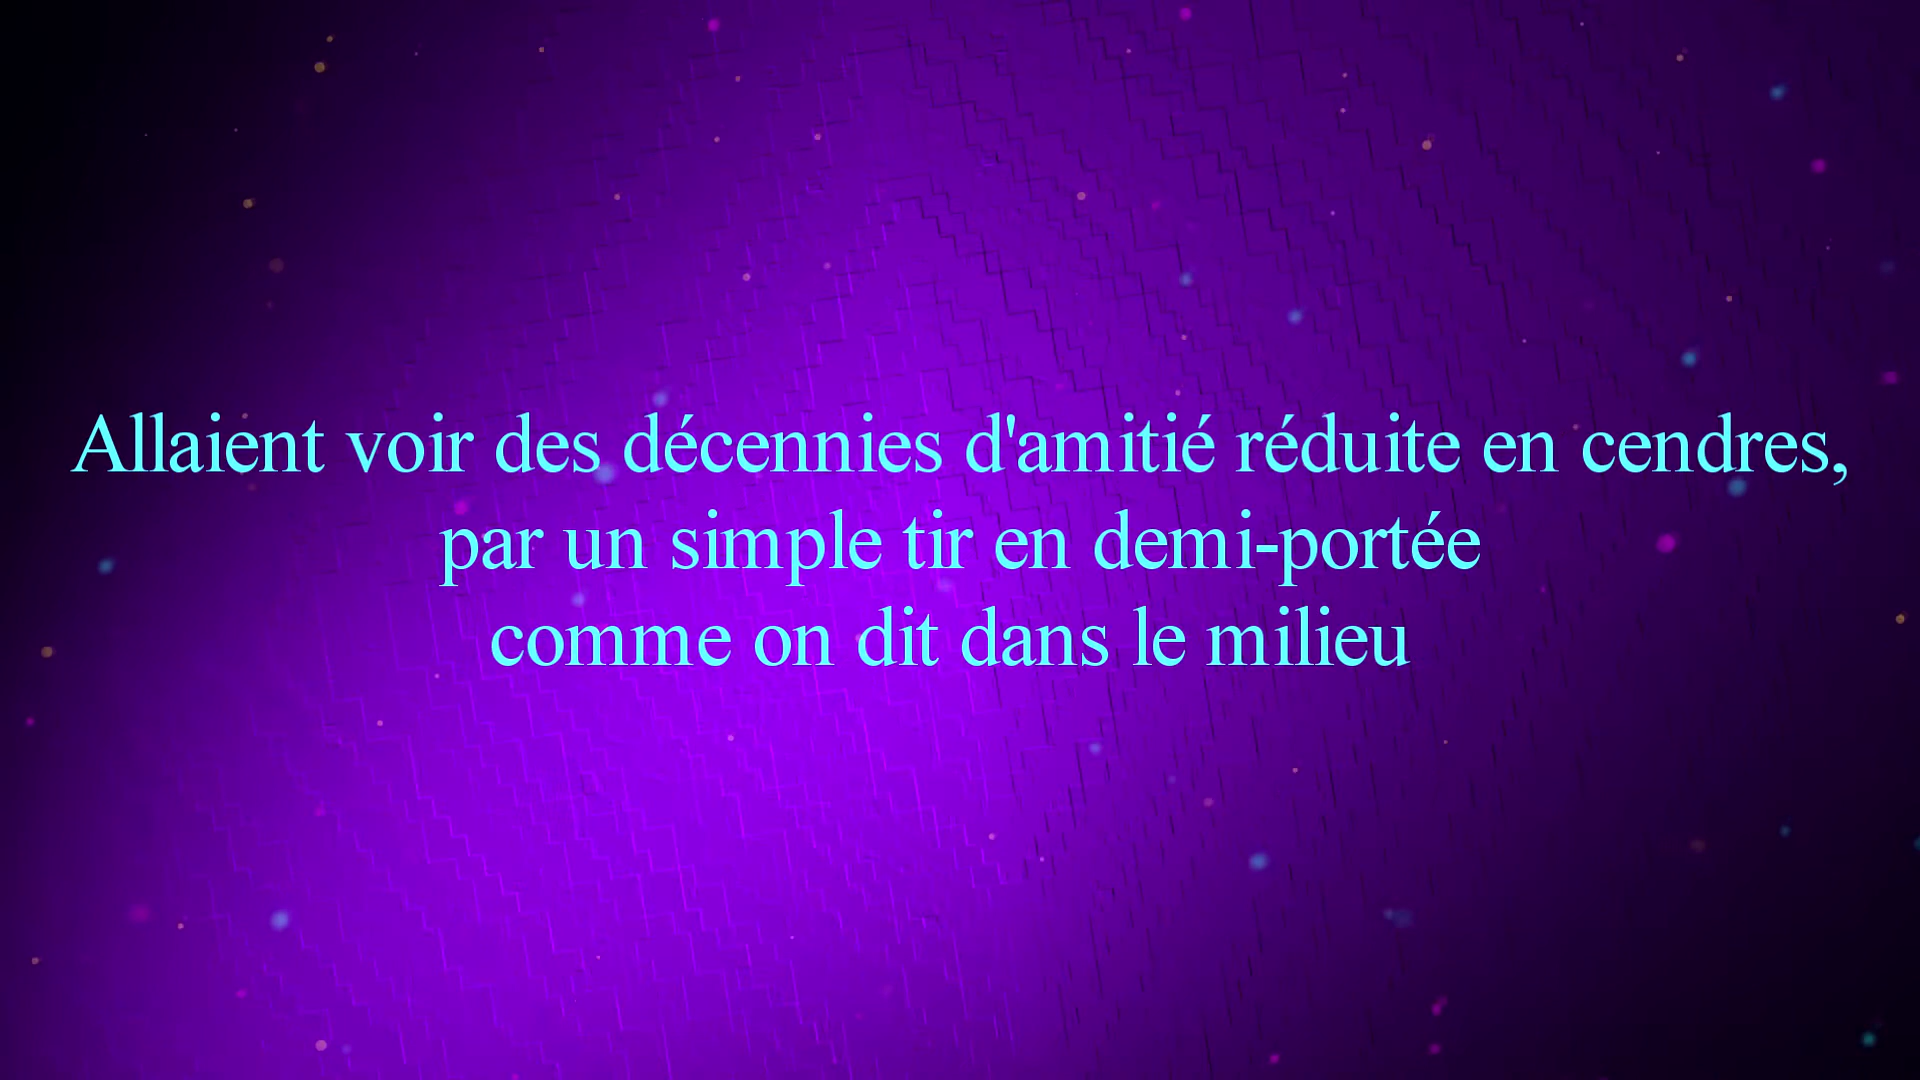 Allaient voir des décennies d'amitié réduite en cendres,
par un simple tir en demi-portée
comme on dit dans le milieu